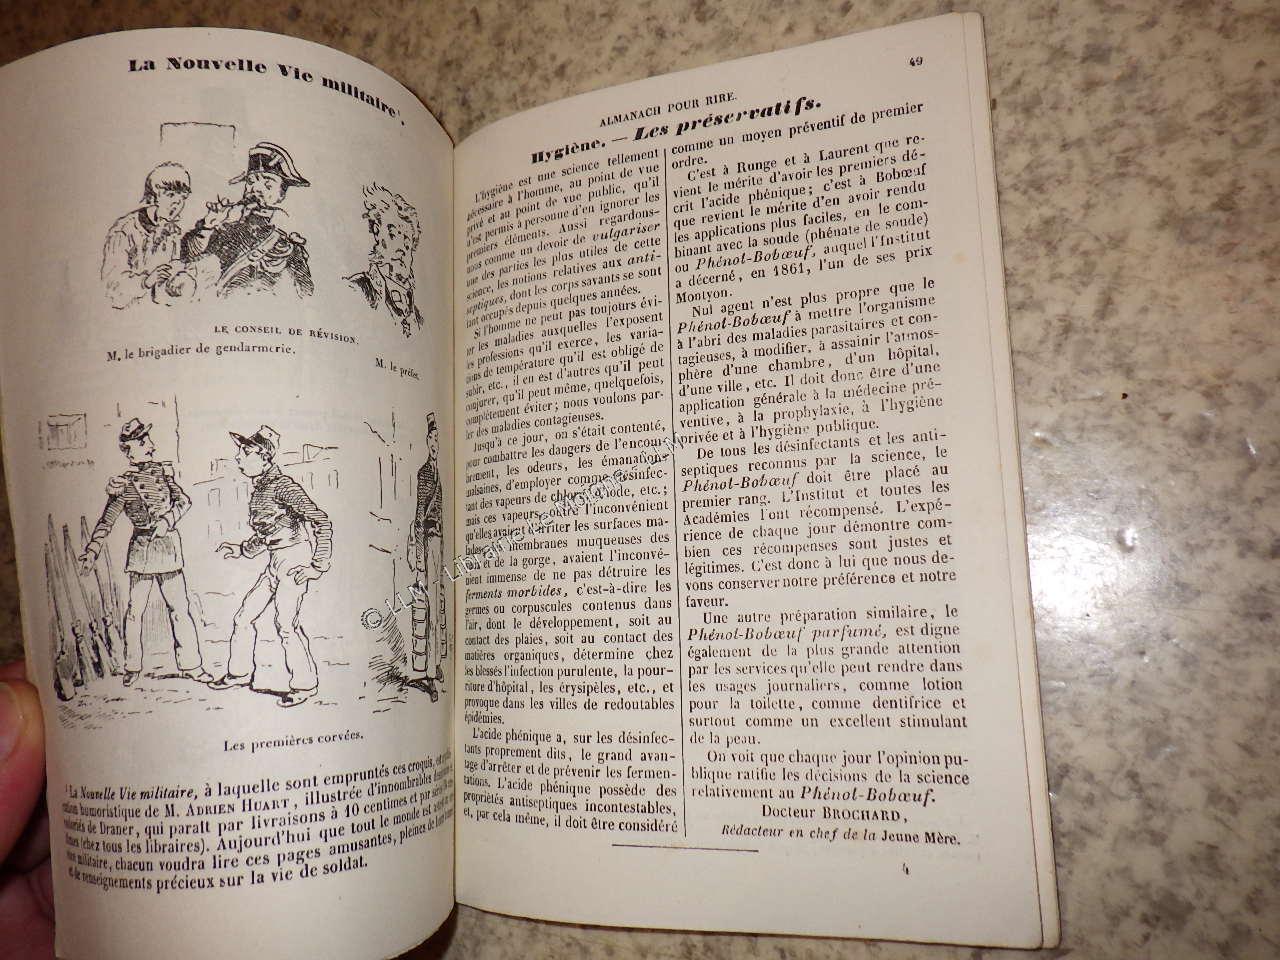 La Nouvelle Vie militaire¹.
LE CONSEIL DE RÉVISION.
M. le brigadier de gendarmerie.
M. le préfet.
Les premières corvées.
¹ La Nouvelle Vie militaire, à laquelle sont empruntés ces croquis, est
humoristique de M. ADRIEN HUART, illustrée d'innombrables
de Draner, qui paraît par livraisons à 10 centimes et par
(chez tous les libraires). Aujourd'hui que tout le monde est
militaire, chacun voudra lire ces pages amusantes, pleines de
et de renseignements précieux sur la vie de soldat.
49
ALMANACH POUR RIRE.
Hygiène. — Les préservatifs.
L'hygiène est une science tellement
nécessaire à l'homme, au point de vue
privé et au point de vue public, qu'il
n'est permis à personne d'en ignorer les
premiers éléments. Aussi regardons-
nous comme un devoir de vulgariser
une des parties les plus utiles de cette
science, les notions relatives aux anti-
septiques, dont les corps savants se sont
tant occupés depuis quelques années.
Si l'homme ne peut pas toujours évi-
ter les maladies auxquelles l'exposent
les professions qu'il exerce, les varia-
tions de température qu'il est obligé de
subir, etc., il en est d'autres qu'il peut
conjurer, qu'il peut même, quelquefois,
complètement éviter; nous voulons par-
ler des maladies contagieuses.
Jusqu'à ce jour, on s'était contenté,
pour combattre les dangers de l'encom-
brement, les odeurs, les émanations
malsaines, d'employer comme désinfec-
tant des vapeurs de chlore, d'iode, etc.;
mais ces vapeurs, outre l'inconvénient
qu'elles avaient d'irriter les surfaces ma-
lades, les membranes muqueuses des
et de la gorge, avaient l'inconvé-
nient immense de ne pas détruire les
ferments morbides, c'est-à-dire les
germes ou corpuscules contenus dans
l'air, dont le développement, soit au
contact des plaies, soit au contact des
matières organiques, détermine chez
les blessés l'infection purulente, la pour-
riture d'hôpital, les érysipèles, etc., et
provoque dans les villes de redoutables
épidémies.
L'acide phénique a, sur les désinfec-
tants proprement dits, le grand avan-
tage d'arrêter et de prévenir les fermen-
tations. L'acide phénique possède des
propriétés antiseptiques incontestables,
et, par cela même, il doit être considéré
comme un moyen préventif de premier
ordre.
C'est à Runge et à Laurent que re-
vient le mérite d'avoir les premiers dé-
crit l'acide phénique; c'est à Bobœuf
que revient le mérite d'en avoir rendu
les applications plus faciles, en le com-
binant avec la soude (phénate de soude)
ou Phénol-Bobœuf, auquel l'Institut
a décerné, en 1861, l'un de ses prix
Montyon.
Nul agent n'est plus propre que le
Phénol-Bobœuf à mettre l'organisme
à l'abri des maladies parasitaires et con-
tagieuses, à modifier, à assainir l'atmos-
phère d'une chambre, d'un hôpital,
d'une ville, etc. Il doit donc être d'une
application générale à la médecine pré-
ventive, à la prophylaxie, à l'hygiène
privée et à l'hygiène publique.
De tous les désinfectants et les anti-
septiques reconnus par la science, le
Phénol-Bobœuf doit être placé au
premier rang. L'Institut et toutes les
Académies l'ont récompensé. L'expé-
rience de chaque jour démontre com-
bien ces récompenses sont justes et
légitimes. C'est donc à lui que nous de-
vons conserver notre préférence et notre
faveur.
Une autre préparation similaire, le
Phénol-Bobœuf parfumé, est digne
également de la plus grande attention
par les services qu'elle peut rendre dans
les usages journaliers, comme lotion
pour la toilette, comme dentifrice et
surtout comme un excellent stimulant
de la peau.
On voit que chaque jour l'opinion pu-
blique ratifie les décisions de la science
relativement au Phénol-Bobœuf.
Docteur BROCHARD,
Rédacteur en chef de la Jeune Mère.
4